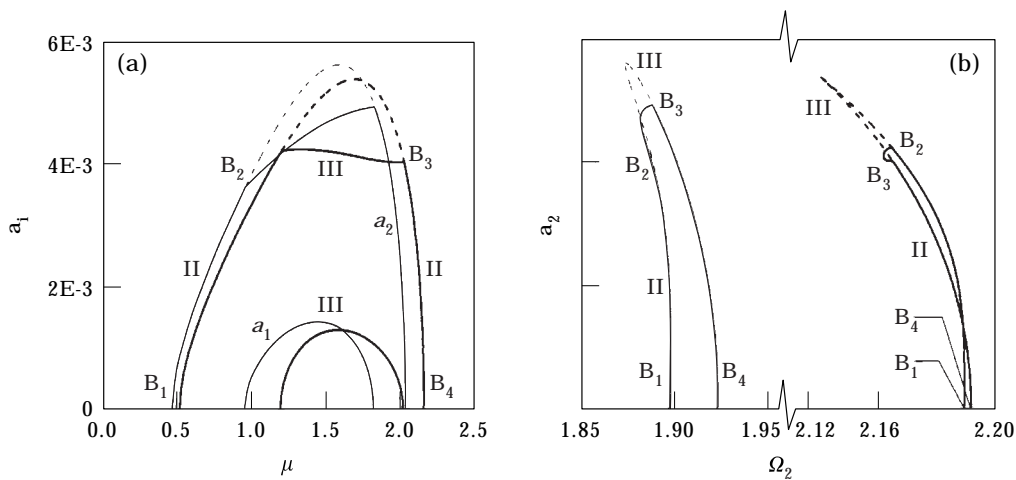 6E-3
(a)
III
(b)
III
B3
III
B2
III
B3
4E-3
B2
B2
B3
ai
a2
a2
II
II
II
II
2E-3
III
a1
B4
B1
B4
B1
B4
B1
0
0.0
0.5
1.0
1.5
2.0
2.5
1.85
1.90
1.95
2.12
2.16
2.20
μ
Ω2